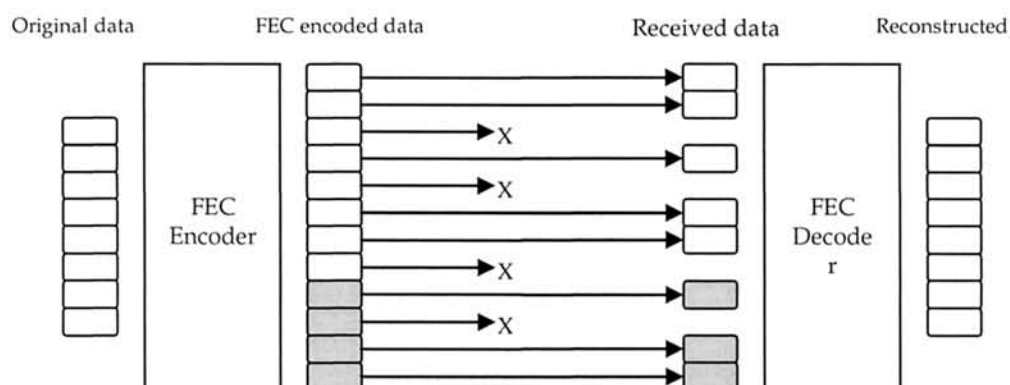 Original data
FEC encoded data
Received data
Reconstructed
FEC
Encoder
X
X
X
X
FEC
Decode
r